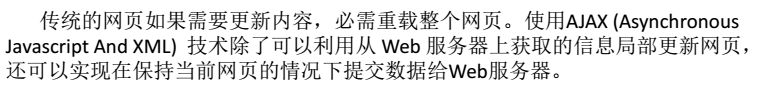 传统的网页如果需要更新内容，必需重载整个网页。使用AJAX (Asynchronous
Javascript And XML) 技术除了可以利用从 Web 服务器上获取的信息局部更新网页，
还可以实现在保持当前网页的情况下提交数据给Web服务器。